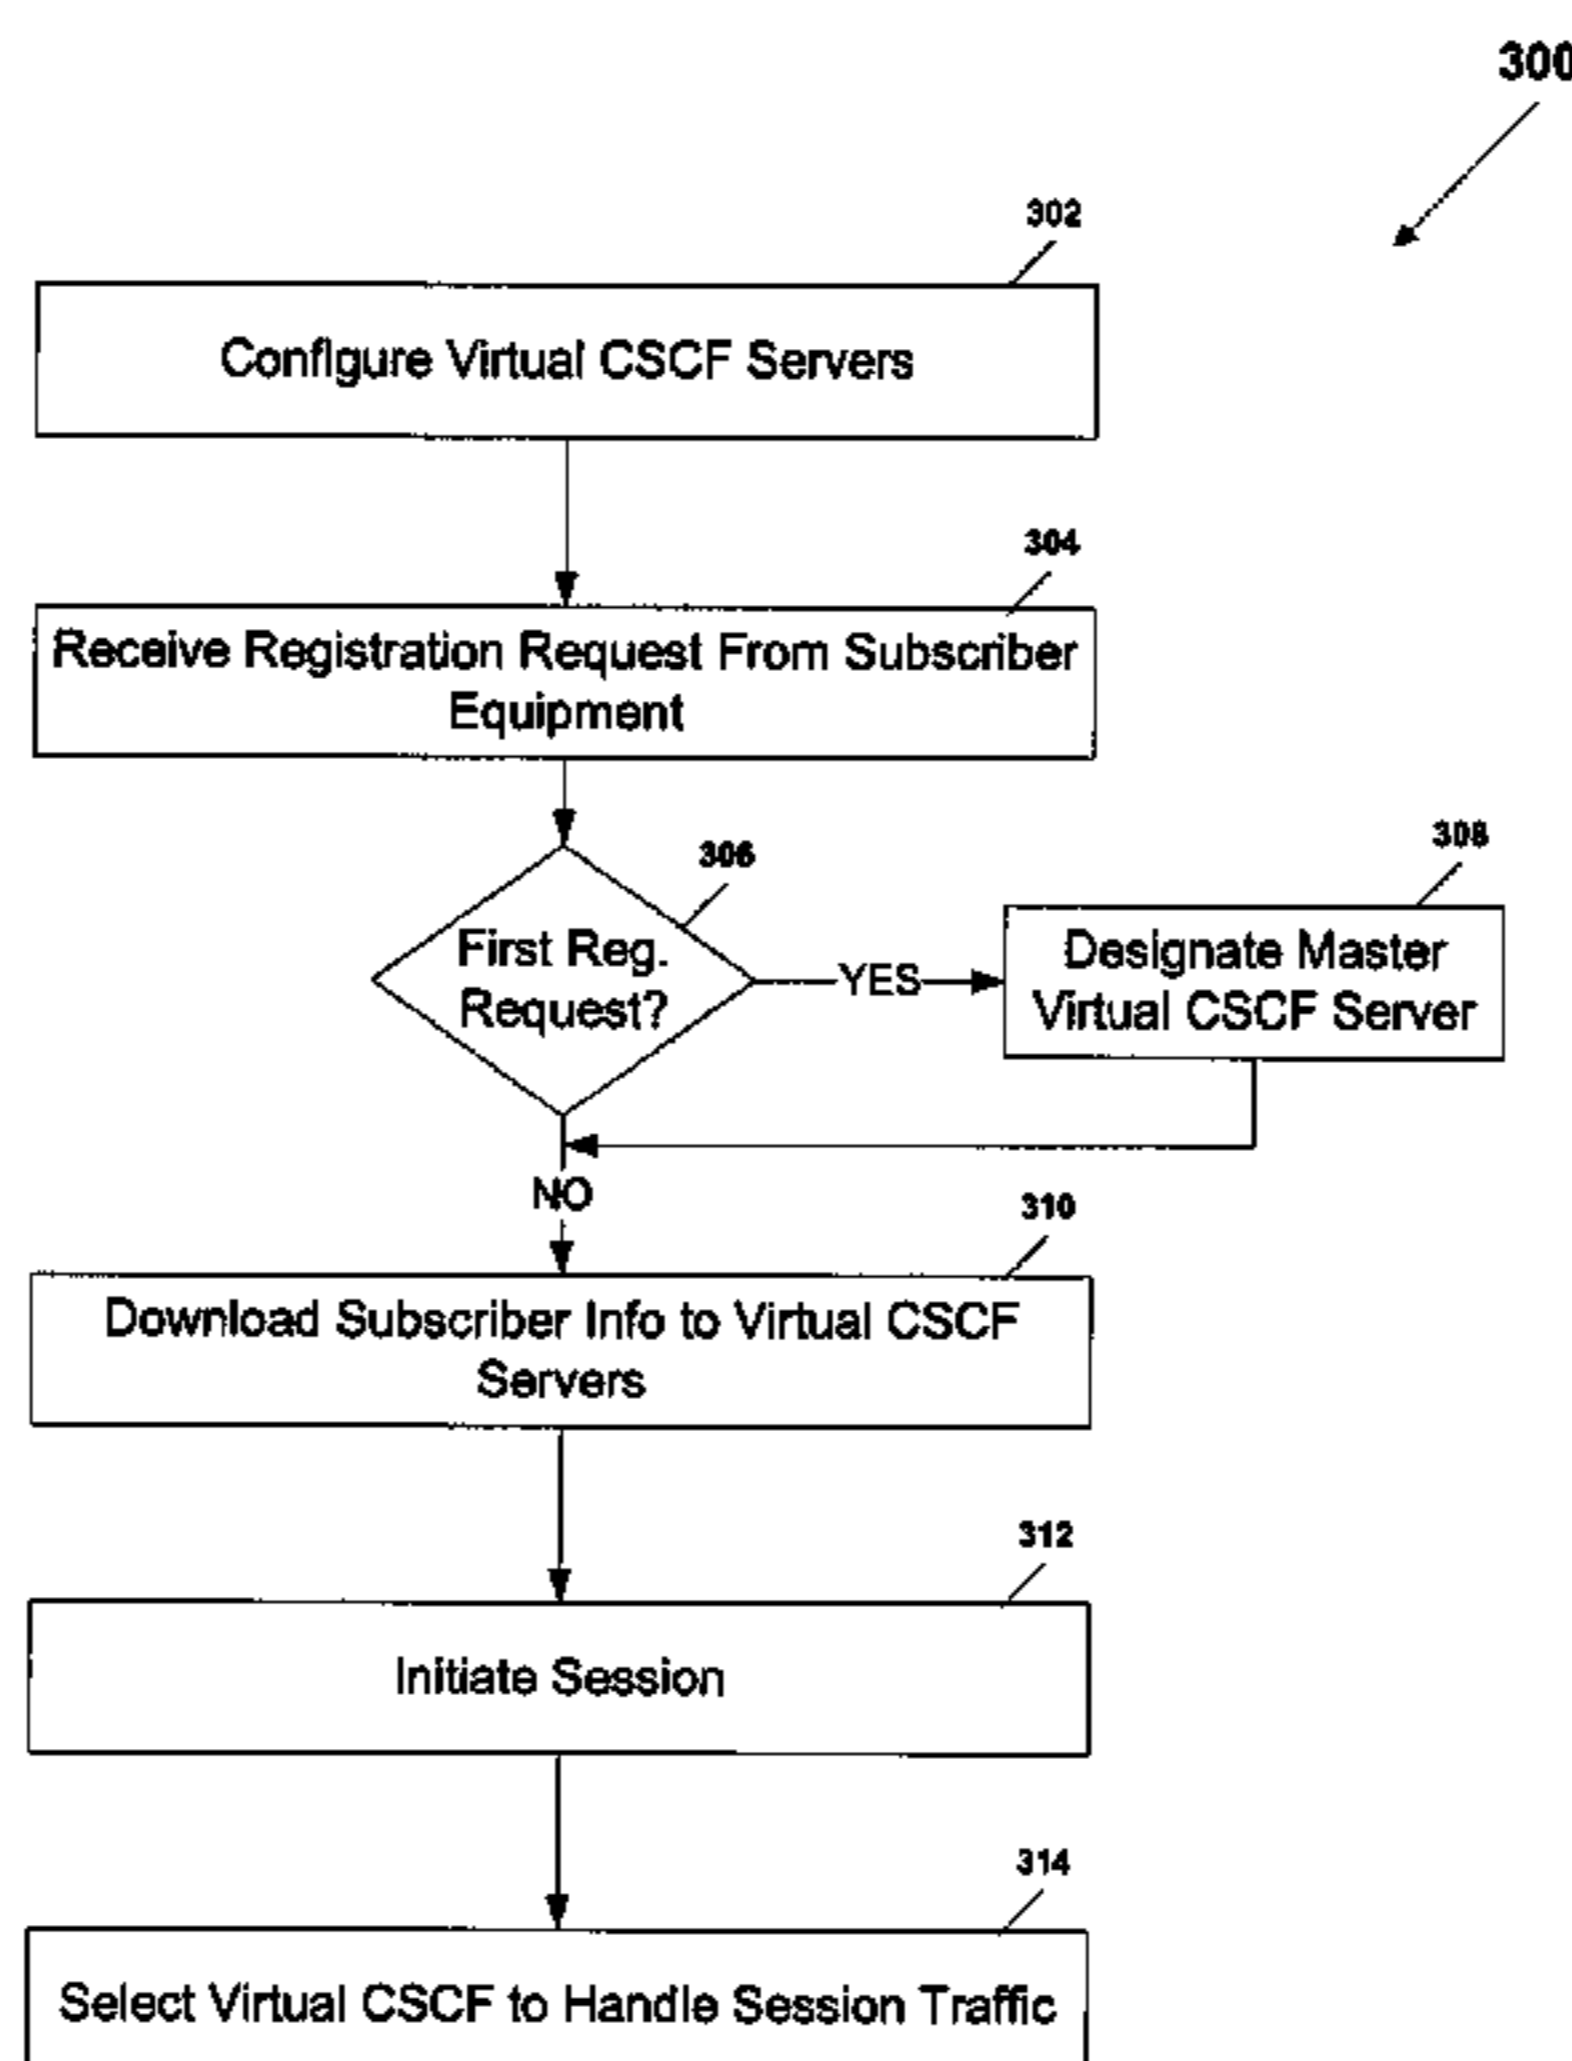 300
302
Configure Virtual CSCF Servers
304
Receive Registration Request From Subscriber
Equipment
306
First Reg.
Request?
YES
308
Designate Master
Virtual CSCF Server
NO
310
Download Subscriber Info to Virtual CSCF
Servers
312
Initiate Session
314
Select Virtual CSCF to Handle Session Traffic